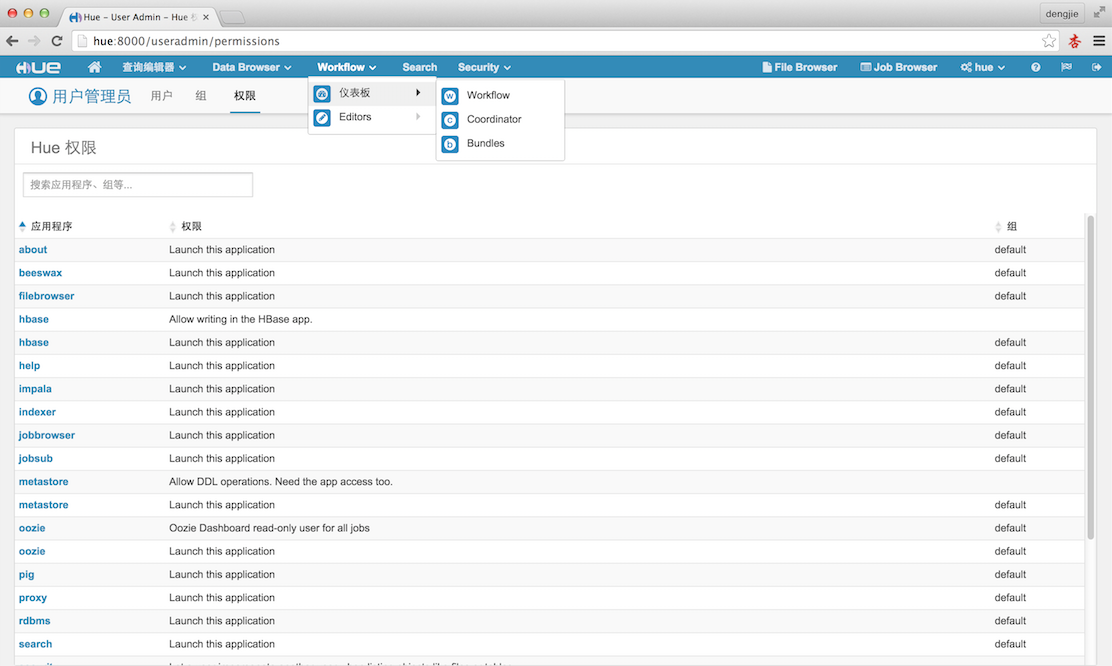 Hue – User Admin – Hue
dengjie
hue:8000/useradmin/permissions
HUE 查询编辑器 Data Browser Workflow Search Security File Browser Job Browser hue
用户管理员 用户 组 权限
仪表板
Editors
Workflow
Coordinator
Bundles
Hue 权限
搜索应用程序、组等...
应用程序 权限 组
about Launch this application default
beeswax Launch this application default
filebrowser Launch this application default
hbase Allow writing in the HBase app.
hbase Launch this application default
help Launch this application default
impala Launch this application default
indexer Launch this application default
jobbrowser Launch this application default
jobsub Launch this application default
metastore Allow DDL operations. Need the app access too.
metastore Launch this application default
oozie Oozie Dashboard read-only user for all jobs default
oozie Launch this application default
pig Launch this application default
proxy Launch this application default
rdbms Launch this application default
search Launch this application default